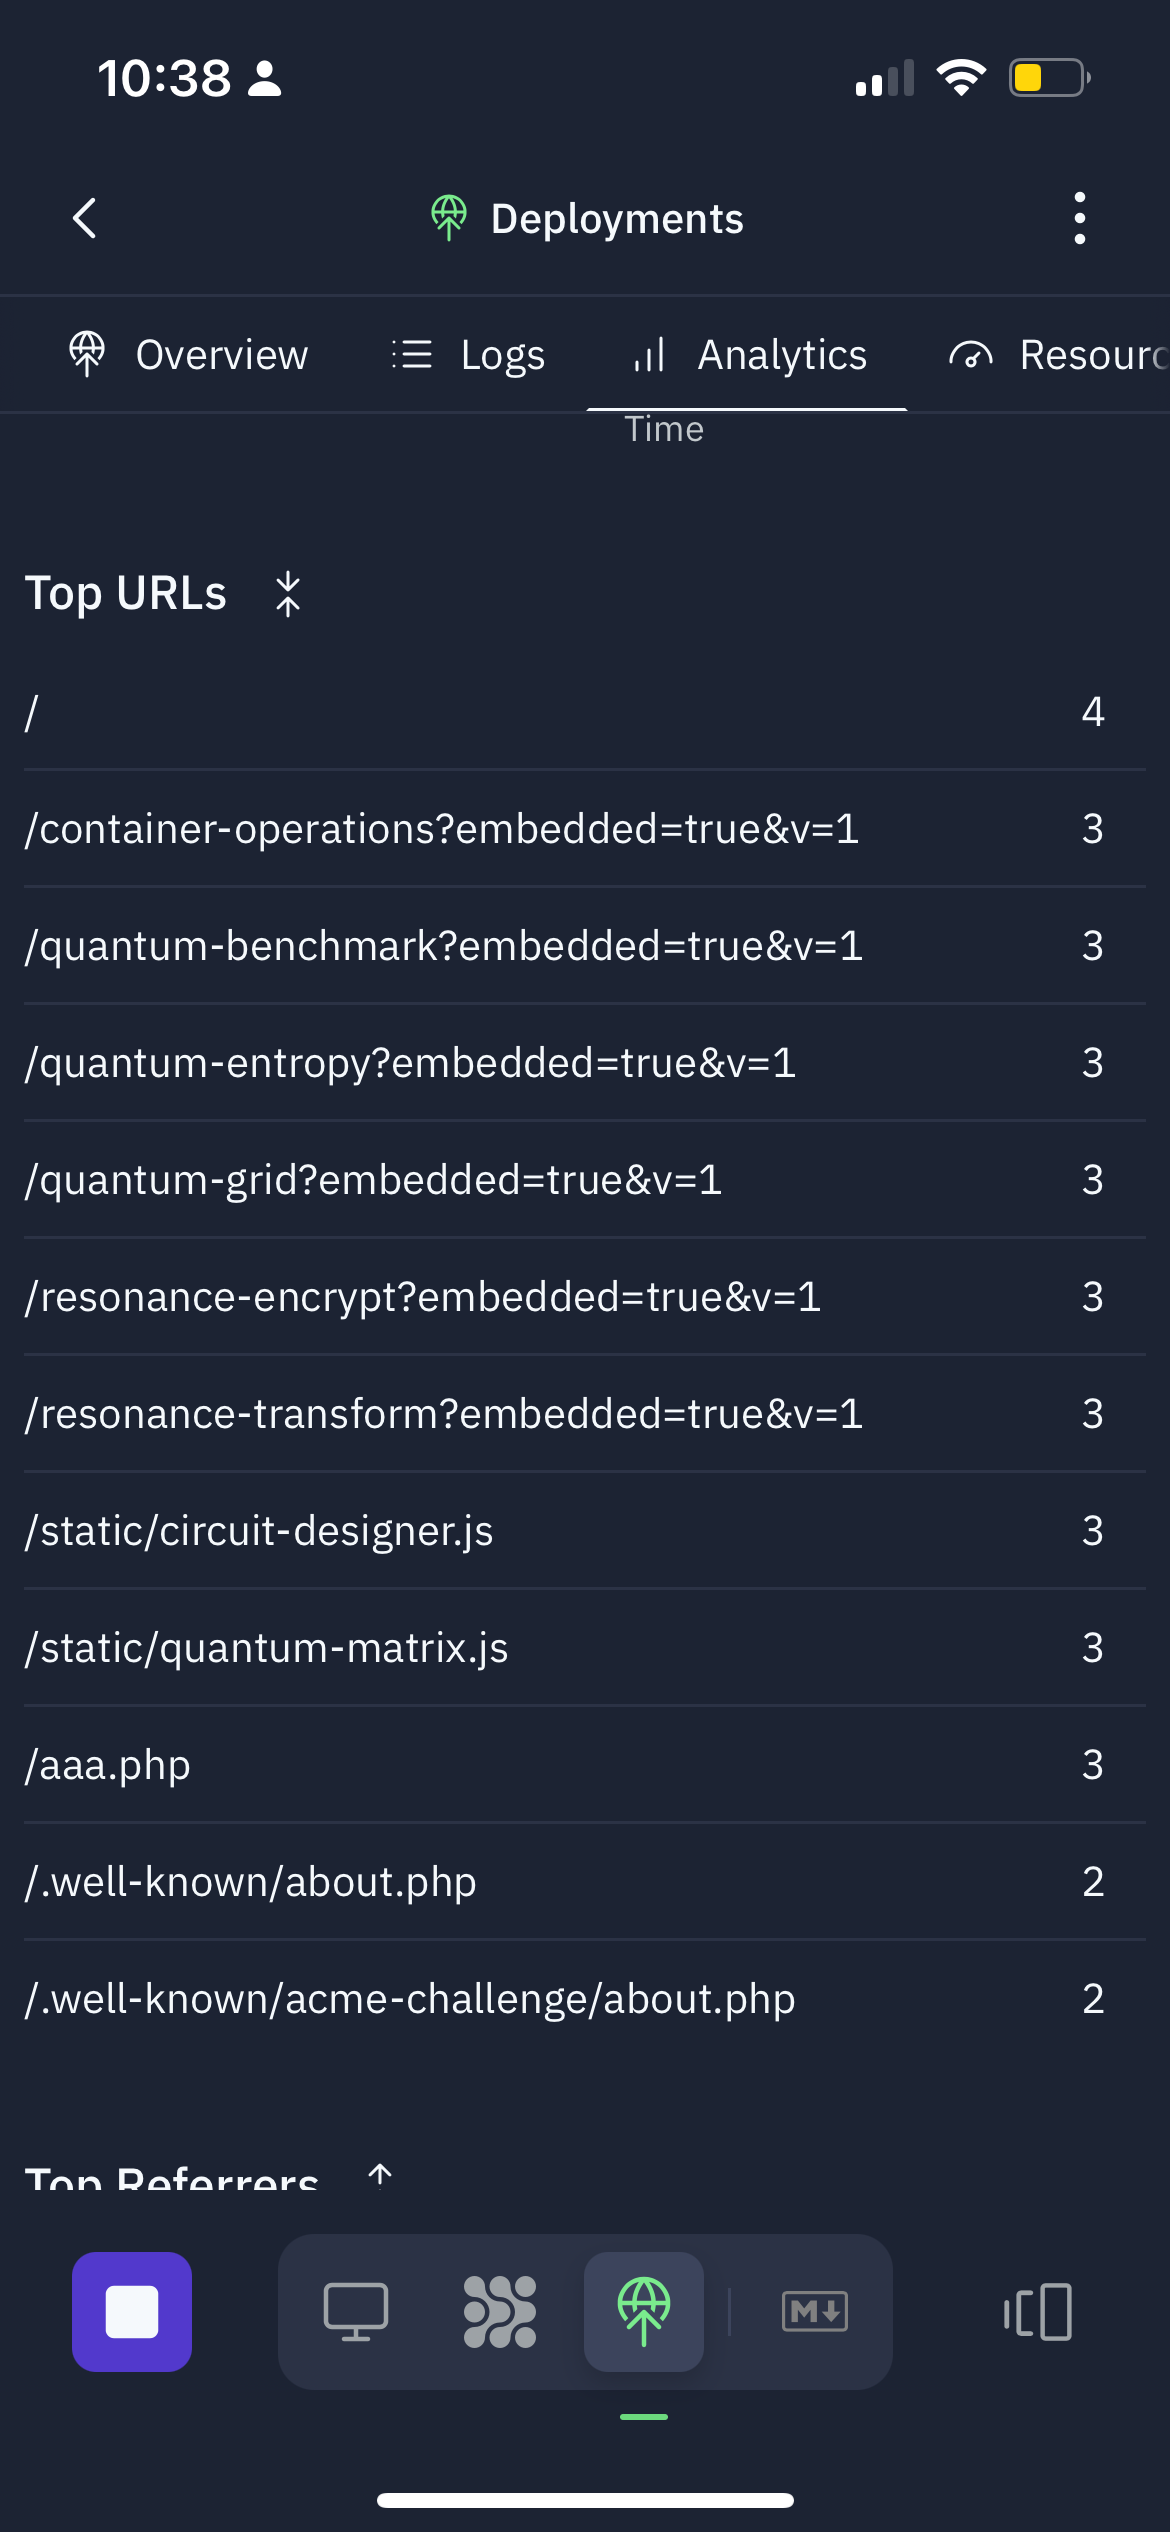 10:38
Deployments
Overview Logs Analytics Resourc
Time
Top URLs
/ 4
/container-operations?embedded=true&v=1 3
/quantum-benchmark?embedded=true&v=1 3
/quantum-entropy?embedded=true&v=1 3
/quantum-grid?embedded=true&v=1 3
/resonance-encrypt?embedded=true&v=1 3
/resonance-transform?embedded=true&v=1 3
/static/circuit-designer.js 3
/static/quantum-matrix.js 3
/aaa.php 3
/.well-known/about.php 2
/.well-known/acme-challenge/about.php 2
Top Referrers
M